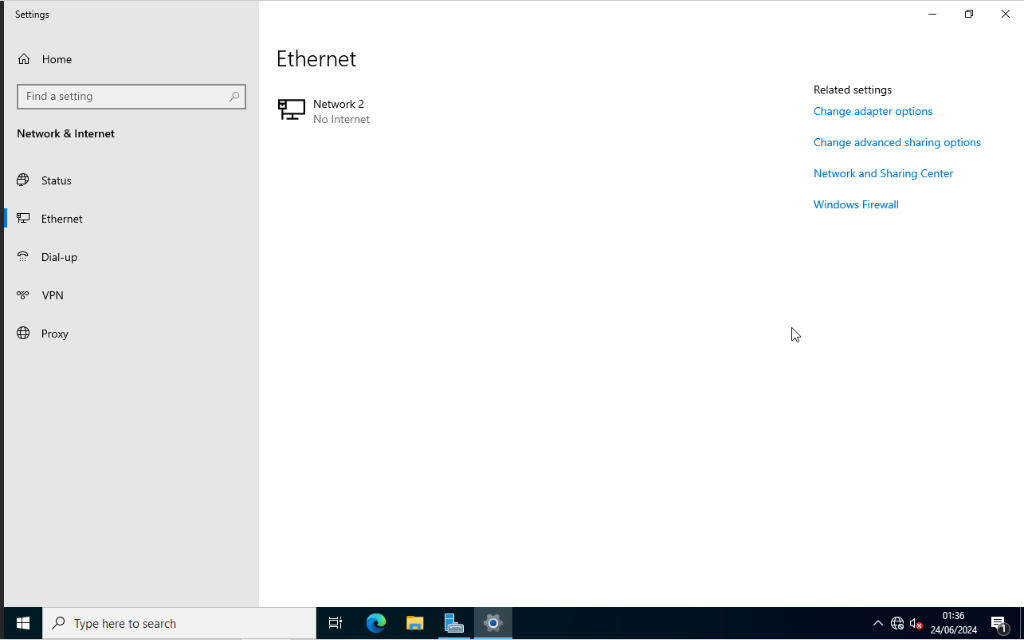 Settings
Home
Find a setting
Network & Internet
Status
Ethernet
Dial-up
VPN
Proxy
Ethernet
Network 2
No Internet
Related settings
Change adapter options
Change advanced sharing options
Network and Sharing Center
Windows Firewall
Type here to search
01:36
24/06/2024
1